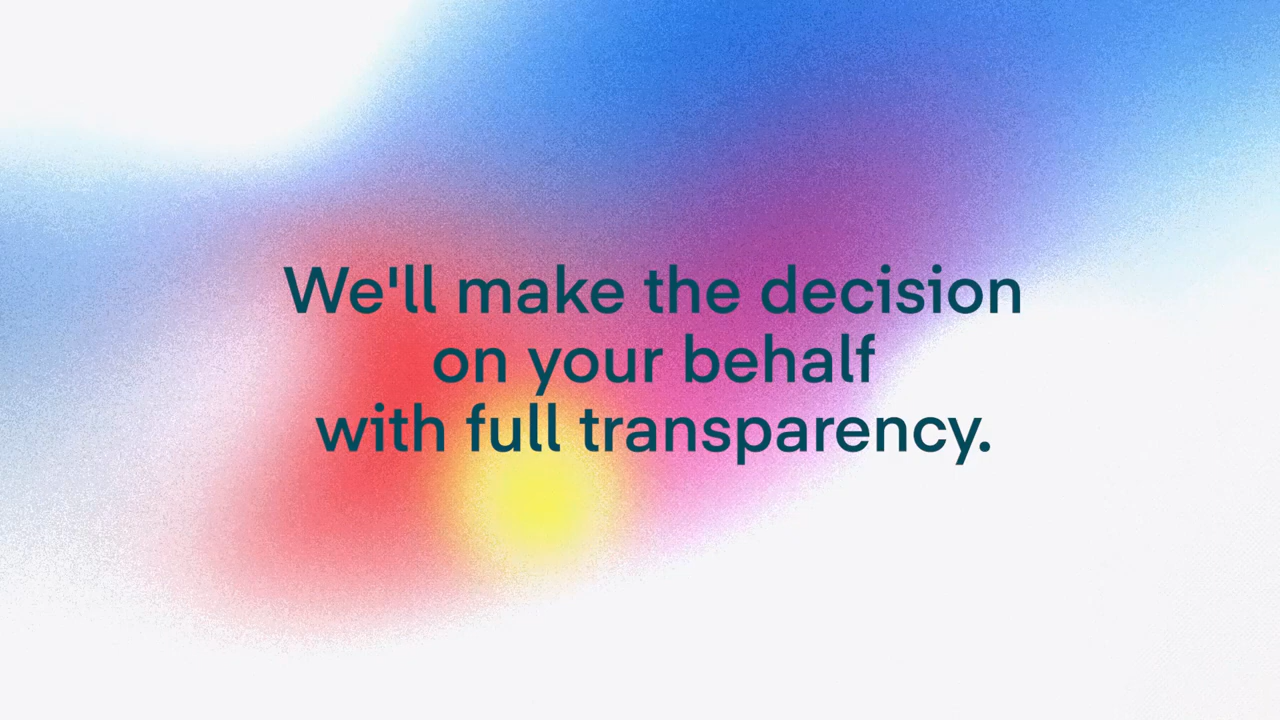 We'll make the decision
on your behalf
with full transparency.